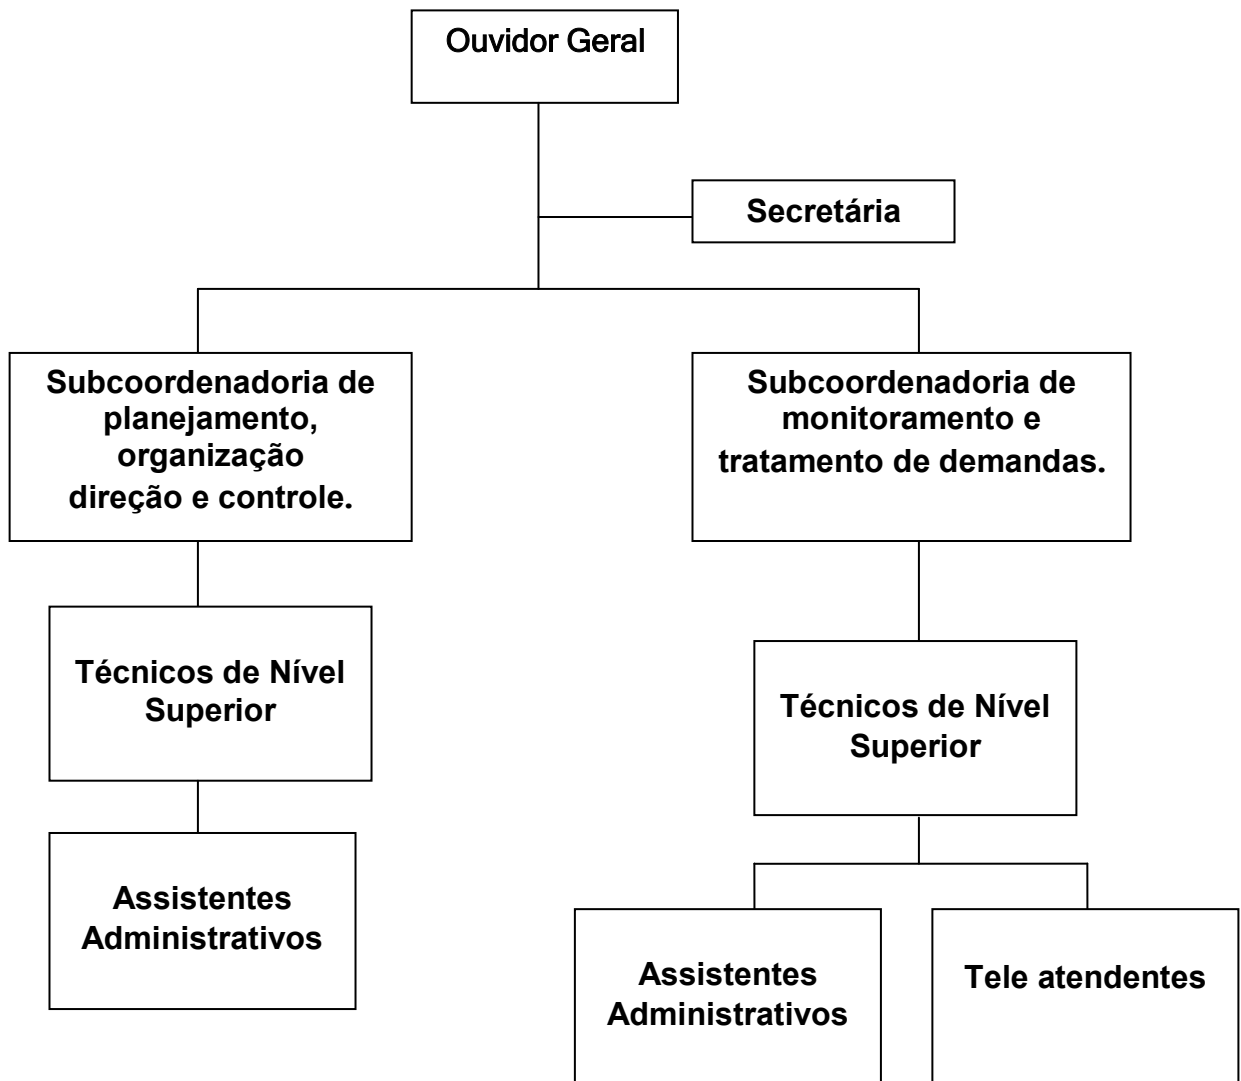 Ouvidor Geral
Secretária
Subcoordenadoria de
planejamento,
organização
direção e controle.
Subcoordenadoria de
monitoramento e
tratamento de demandas.
Técnicos de Nível
Superior
Técnicos de Nível
Superior
Assistentes
Administrativos
Assistentes
Administrativos
Tele atendentes